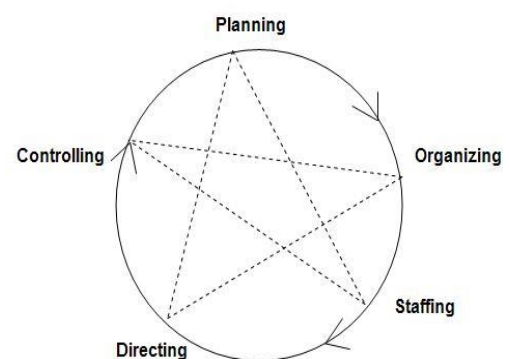 Planning
Controlling
Organizing
Staffing
Directing